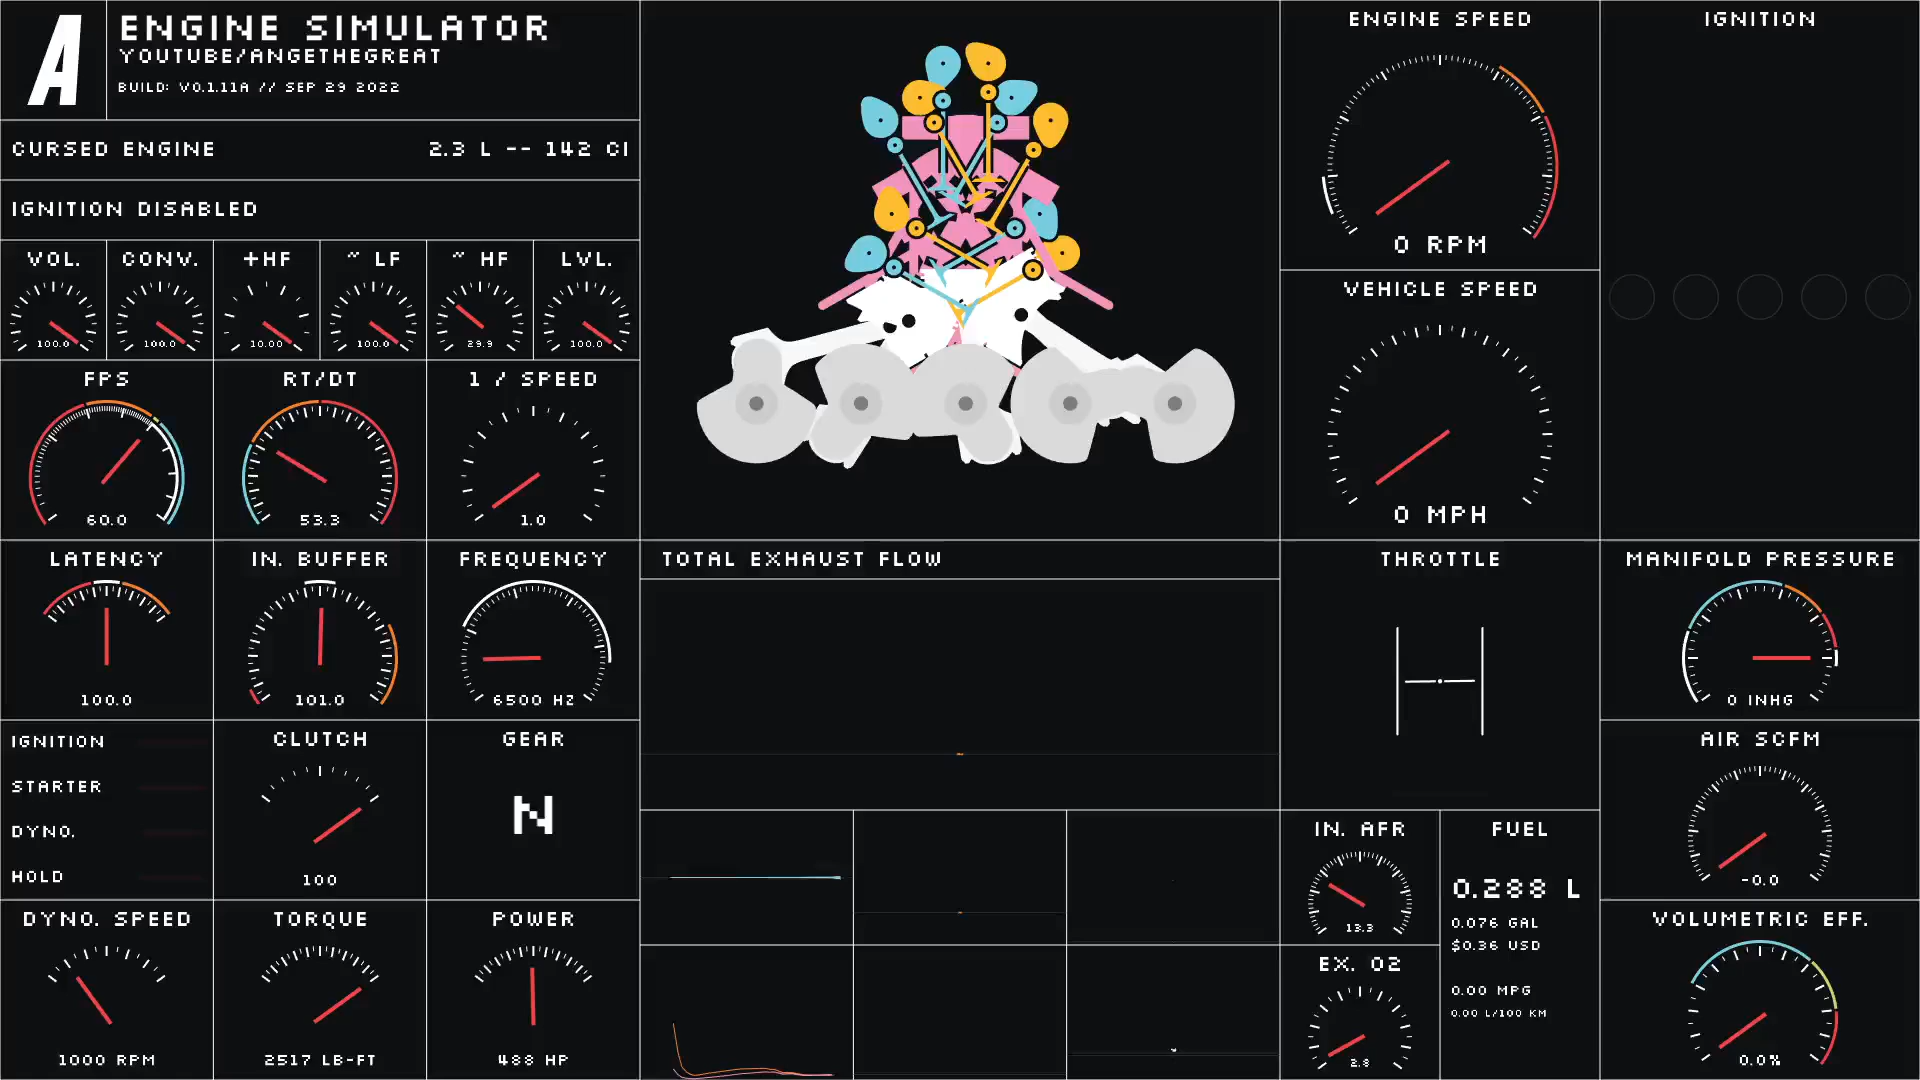 A
ENGINE SIMULATOR
YOUTUBE/ANGETHEGREAT
BUILD: V0.1.11A // SEP 29 2022
CURSED ENGINE
2.3 L -- 142 CI
IGNITION DISABLED
VOL.
CONV.
+HF
~ LF
~ HF
LVL.
100.0
100.0
10.00
100.0
29.9
100.0
FPS
RT/DT
1 / SPEED
60.0
53.3
1.0
LATENCY
IN. BUFFER
FREQUENCY
100.0
101.0
6500 HZ
IGNITION
STARTER
DYNO.
HOLD
CLUTCH
100
GEAR
N
DYNO. SPEED
TORQUE
POWER
1000 RPM
2517 LB-FT
488 HP
TOTAL EXHAUST FLOW
ENGINE SPEED
0 RPM
VEHICLE SPEED
0 MPH
IGNITION
THROTTLE
MANIFOLD PRESSURE
0 INHG
AIR SCFM
-0.0
IN. AFR
13.3
EX. O2
2.8
FUEL
0.288 L
0.076 GAL
$0.36 USD
0.00 MPG
0.00 L/100 KM
VOLUMETRIC EFF.
0.0%